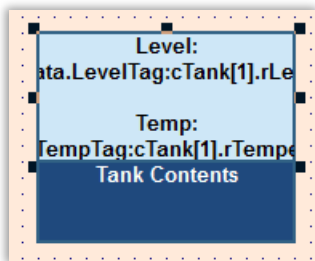 Level:
ata.LevelTag:cTank[1].rLe
Temp:
TempTag:cTank[1].rTempe
Tank Contents